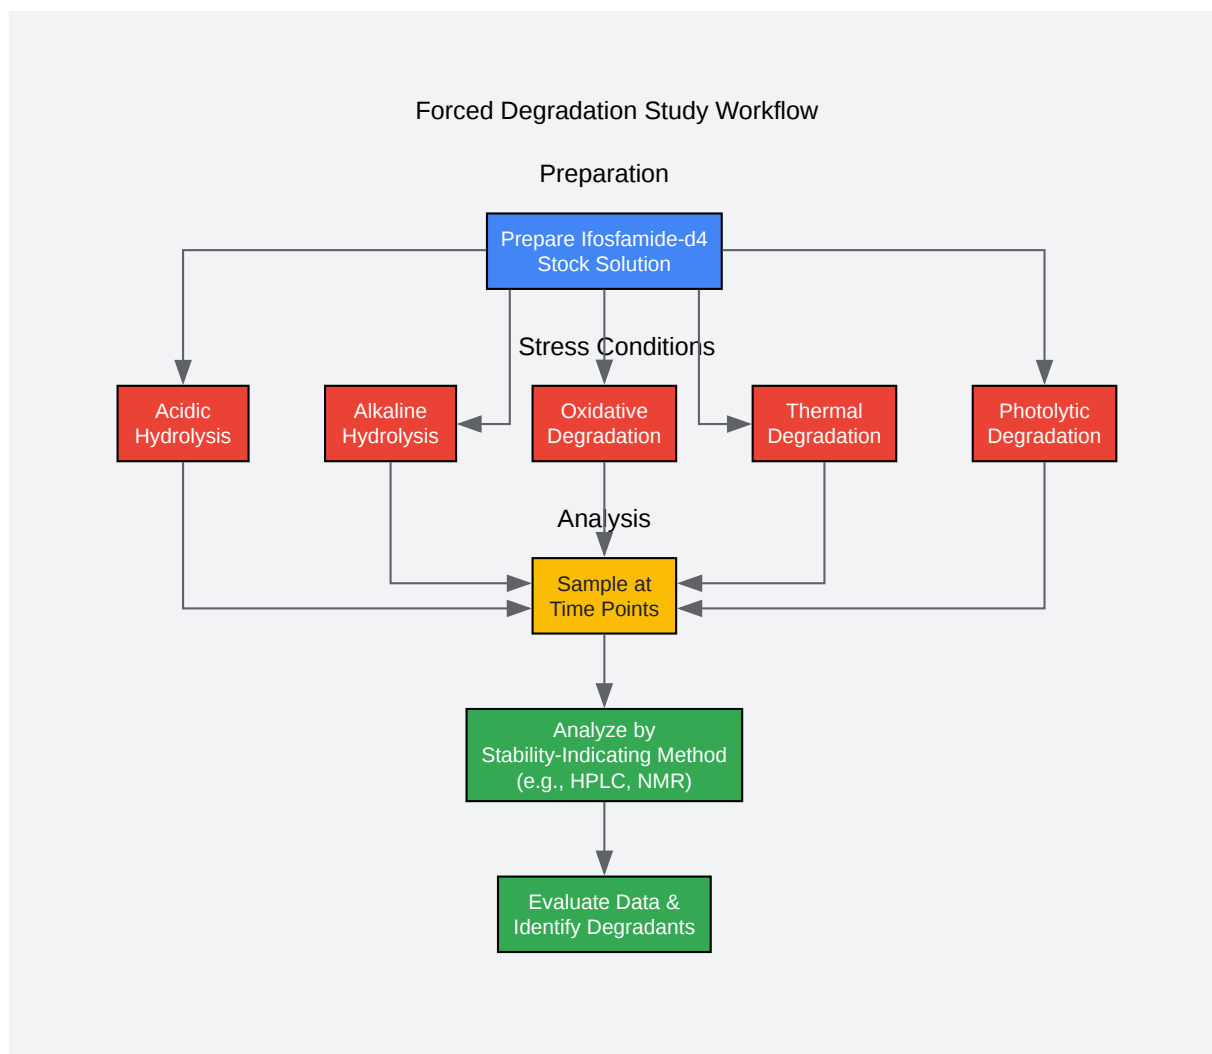 Forced Degradation Study Workflow
Preparation
Prepare Ifosfamide-d4
Stock Solution
Stress Conditions
Acidic
Hydrolysis
Alkaline
Hydrolysis
Oxidative
Degradation
Thermal
Degradation
Photolytic
Degradation
Analysis
Sample at
Time Points
Analyze by
Stability-Indicating Method
(e.g., HPLC, NMR)
Evaluate Data &
Identify Degradants